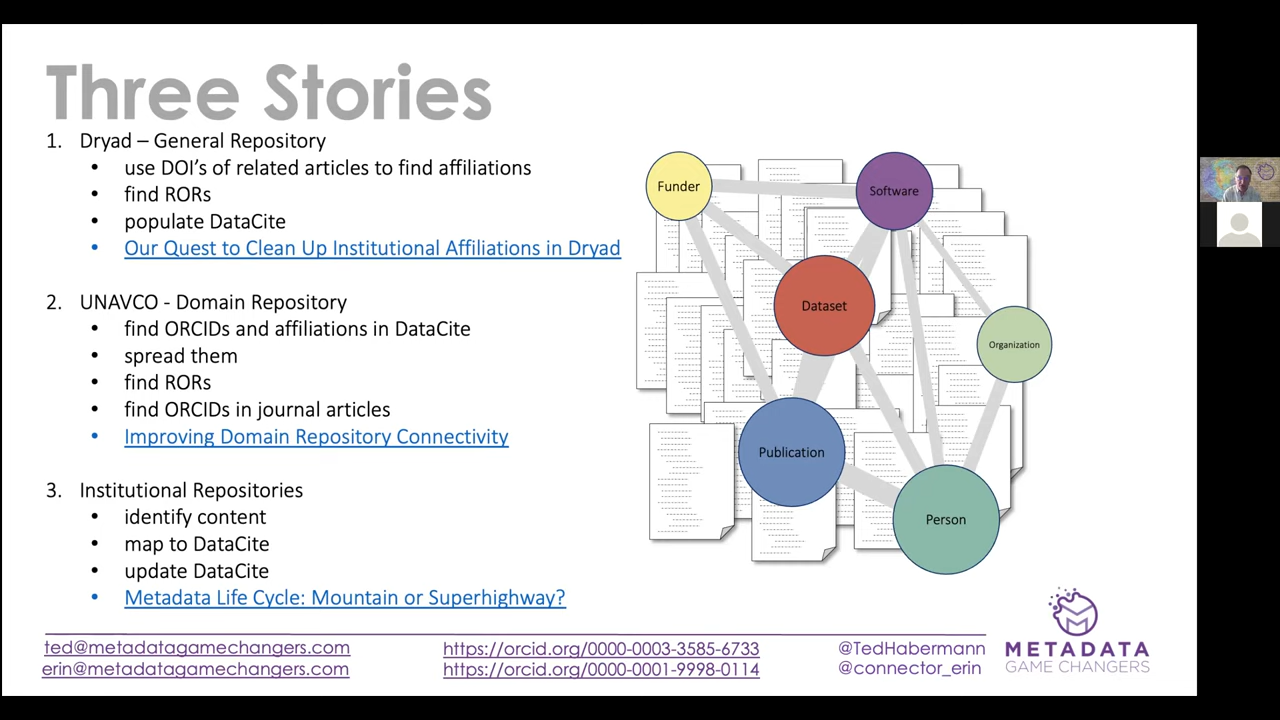 Three Stories
1. Dryad – General Repository
• use DOI's of related articles to find affiliations
• find RORs
• populate DataCite
• Our Quest to Clean Up Institutional Affiliations in Dryad
2. UNAVCO - Domain Repository
• find ORCIDs and affiliations in DataCite
• spread them
• find RORs
• find ORCIDs in journal articles
• Improving Domain Repository Connectivity
3. Institutional Repositories
• identify content
• map to DataCite
• update DataCite
• Metadata Life Cycle: Mountain or Superhighway?
Funder
Software
Dataset
Organization
Publication
Person
ted@metadatagamechangers.com
erin@metadatagamechangers.com
https://orcid.org/0000-0003-3585-6733
https://orcid.org/0000-0001-9998-0114
@TedHabermann
@connector_erin
METADATA
GAME CHANGERS